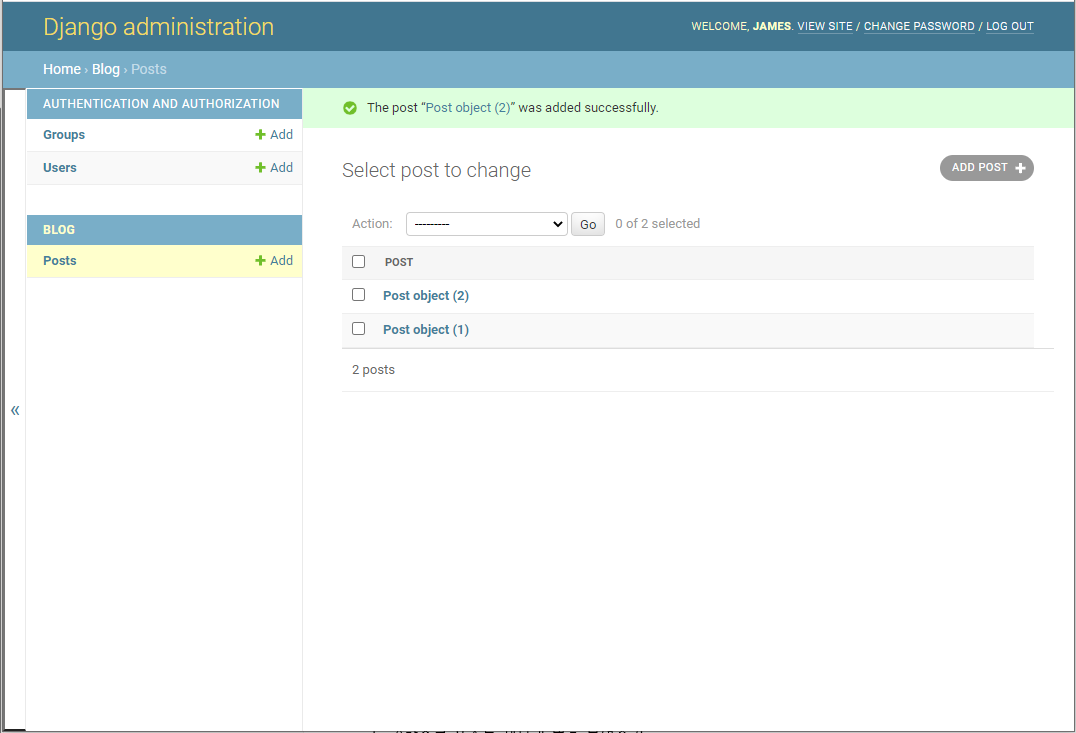 Django administration
WELCOME, JAMES. VIEW SITE / CHANGE PASSWORD / LOG OUT
Home › Blog › Posts
AUTHENTICATION AND AUTHORIZATION
Groups + Add
Users + Add
BLOG
Posts + Add
«
The post “Post object (2)” was added successfully.
Select post to change
ADD POST +
Action: --------- Go 0 of 2 selected
POST
Post object (2)
Post object (1)
2 posts